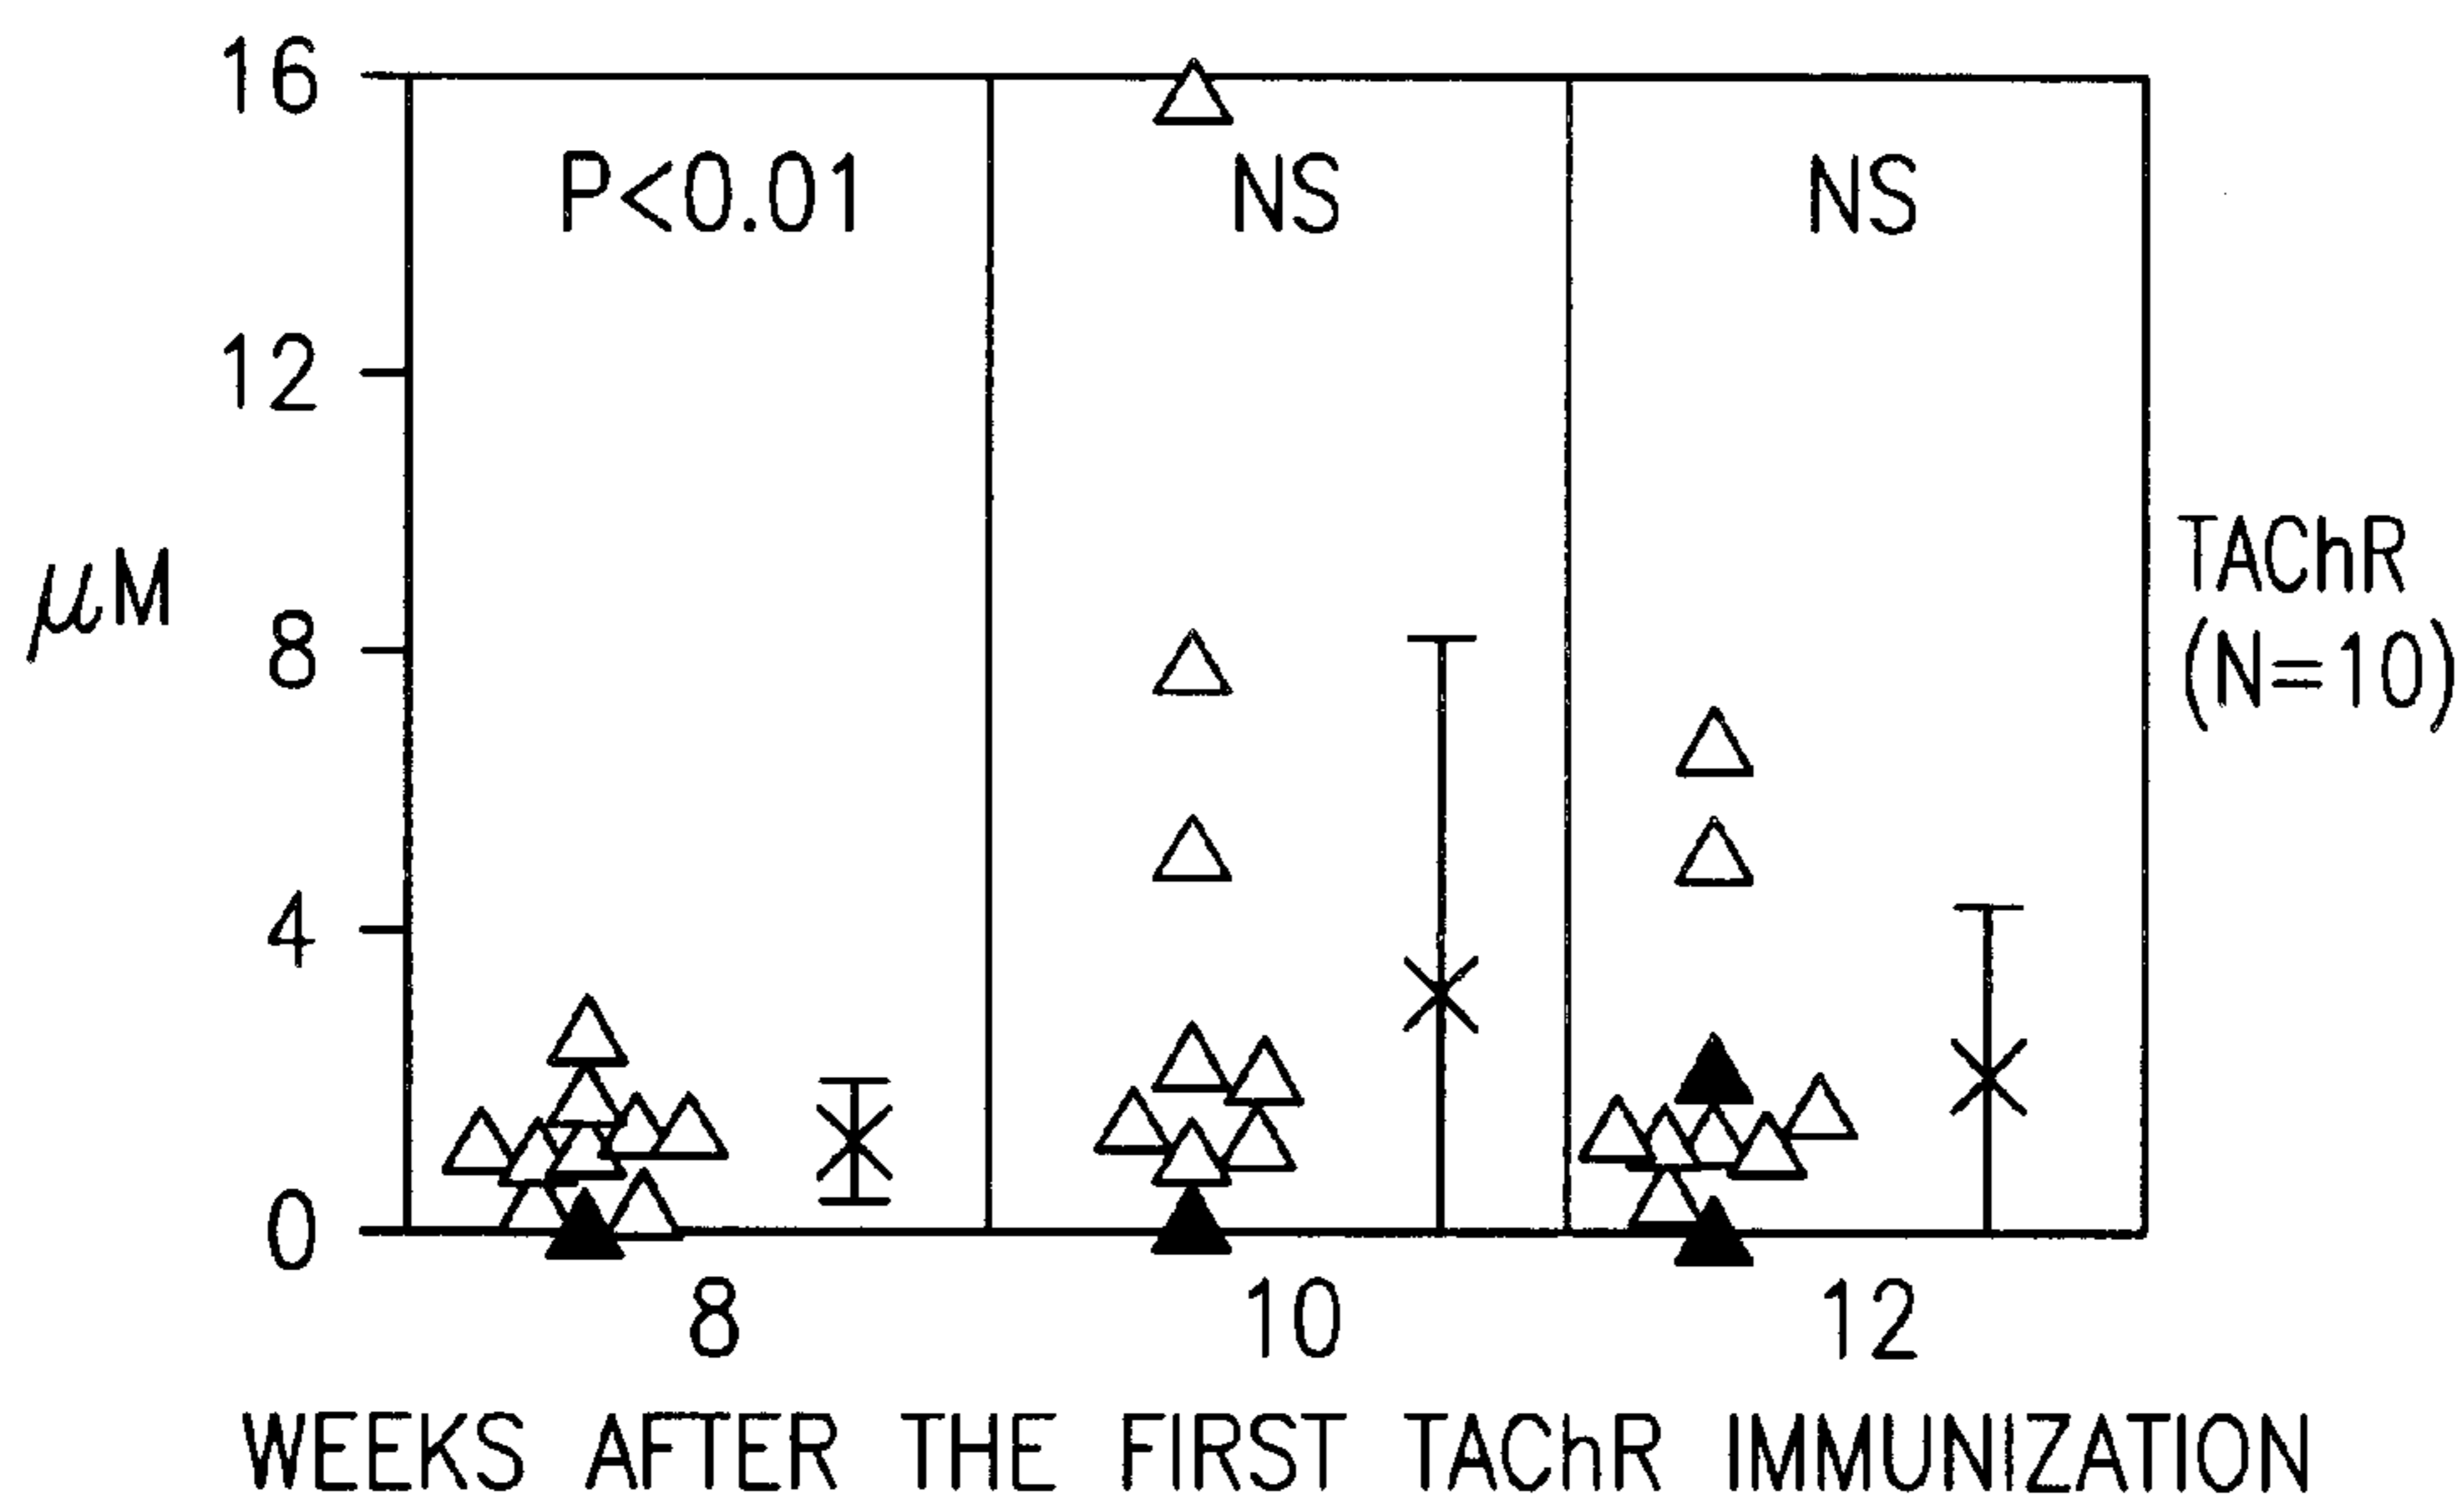 16
P<0.01
NS
NS
12
μM
8
TAChR
(N=10)
4
0
8
10
12
WEEKS AFTER THE FIRST TAChR IMMUNIZATION